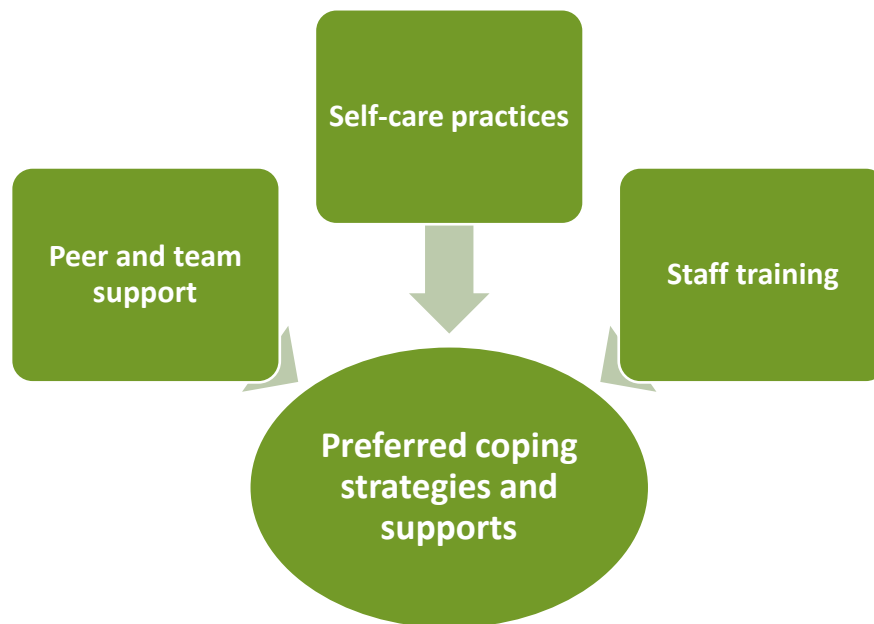 Self-care practices
Peer and team
support
Staff training
Preferred coping
strategies and
supports